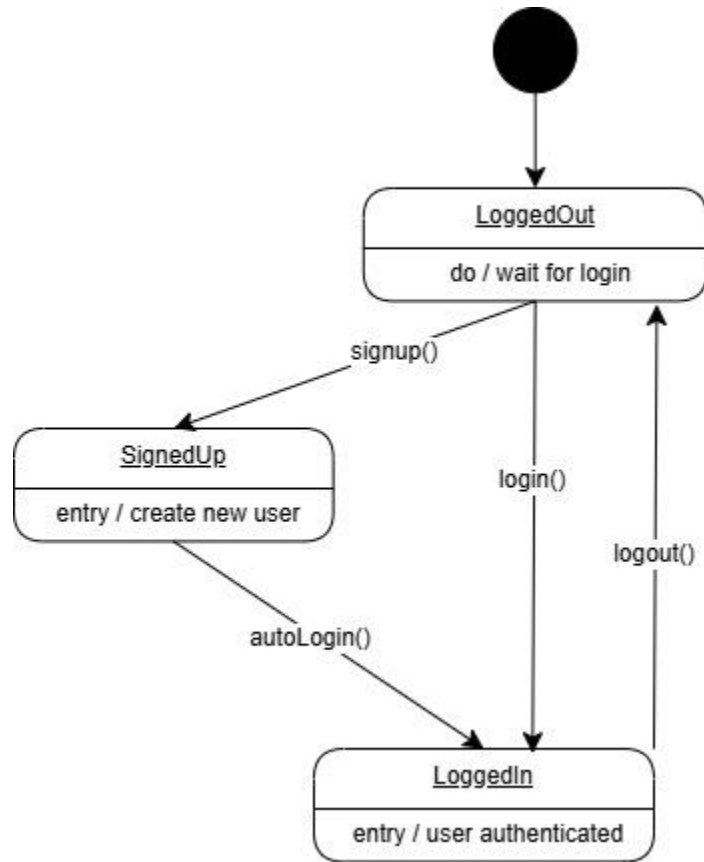 LoggedOut
do / wait for login
signup()
SignedUp
entry / create new user
login()
logout()
autoLogin()
LoggedIn
entry / user authenticated